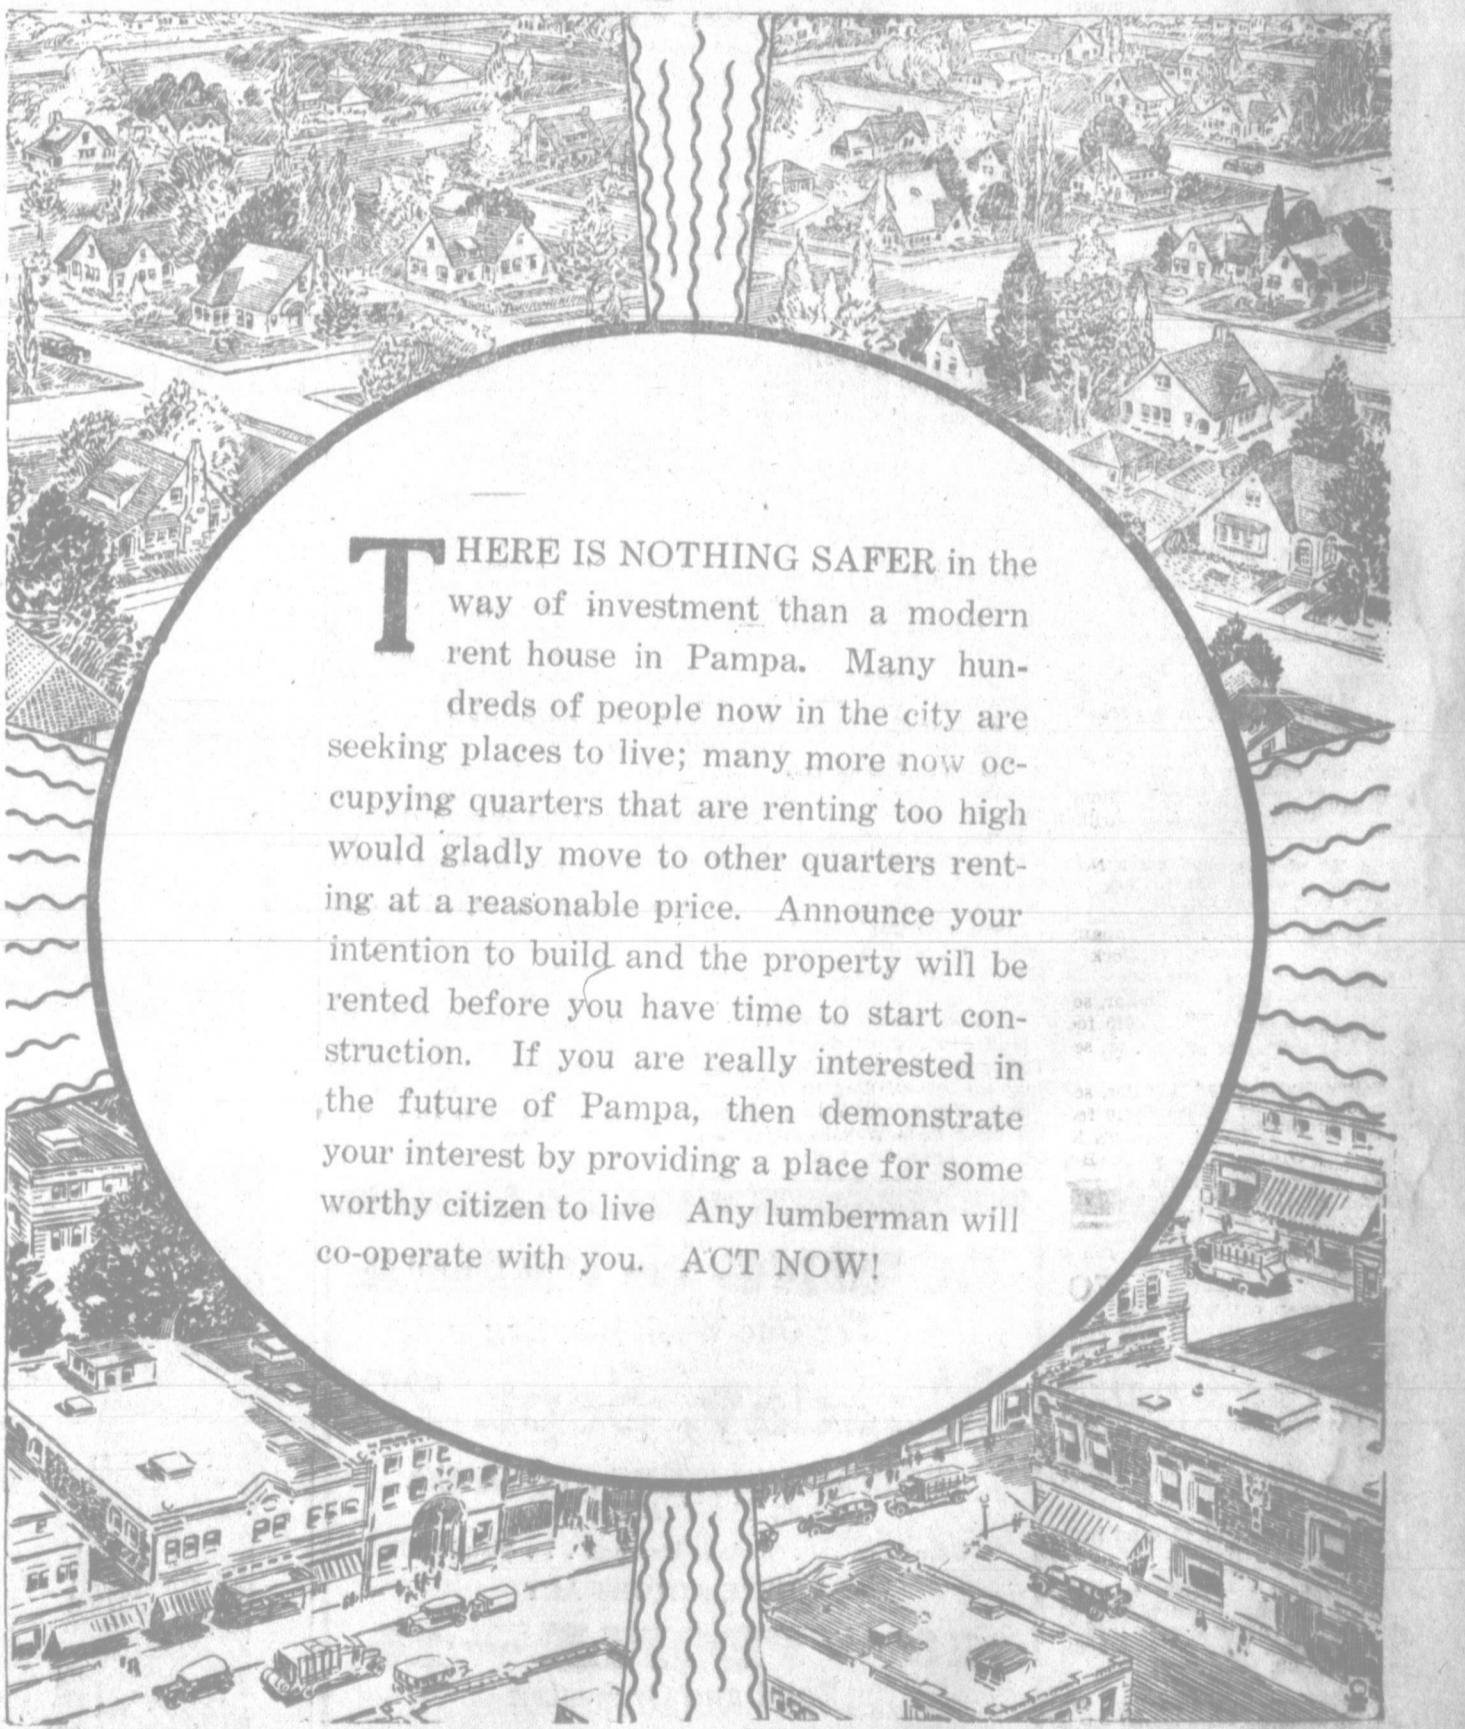 THERE IS NOTHING SAFER in the
way of investment than a modern
rent house in Pampa. Many hun-
dreds of people now in the city are
seeking places to live; many more now oc-
cupying quarters that are renting too high
would gladly move to other quarters rent-
ing at a reasonable price. Announce your
intention to build and the property will be
rented before you have time to start con-
struction. If you are really interested in
the future of Pampa, then demonstrate
your interest by providing a place for some
worthy citizen to live Any lumberman will
co-operate with you. ACT NOW!